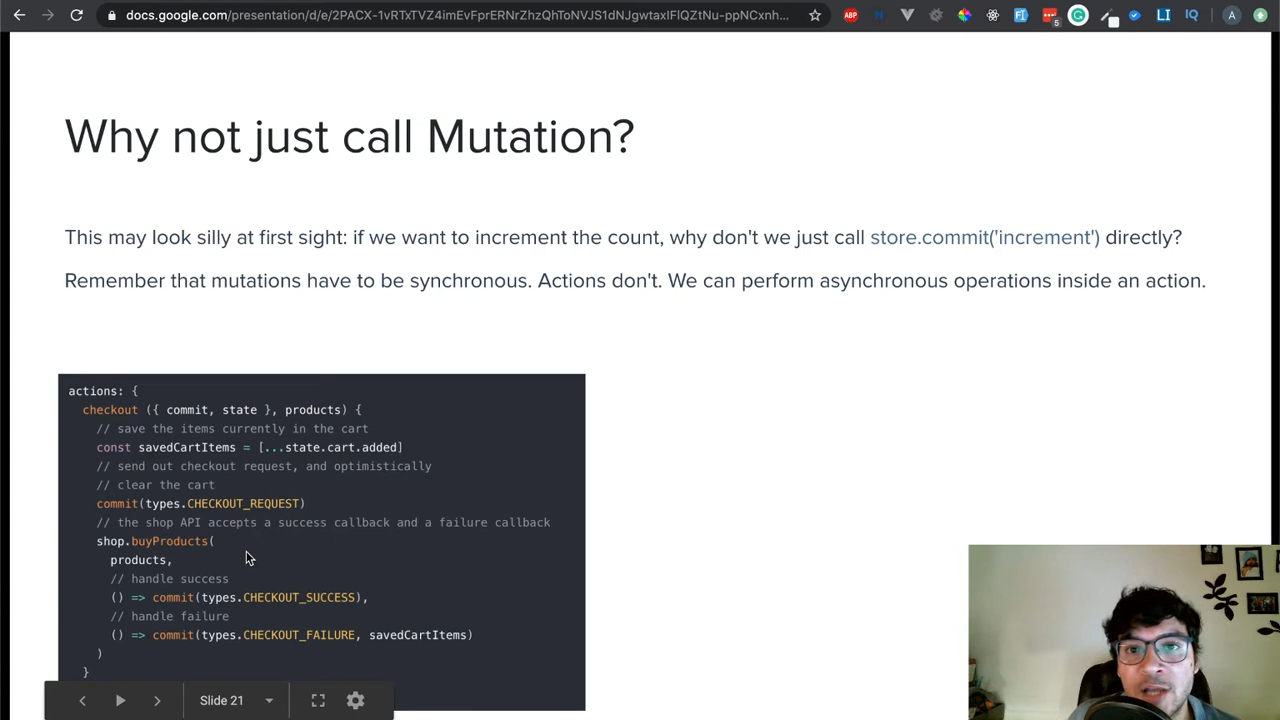 docs.google.com/presentation/d/e/2PACX-1vRTxTVZ4imEvFprERNrZhzQhToNVJS1dNJgwtaxIFlQZtNu-ppNCxnh...
ABP
5
LI
IQ
A
Why not just call Mutation?
This may look silly at first sight: if we want to increment the count, why don't we just call store.commit('increment') directly?
Remember that mutations have to be synchronous. Actions don't. We can perform asynchronous operations inside an action.
actions: {
checkout ({ commit, state }, products) {
// save the items currently in the cart
const savedCartItems = [...state.cart.added]
// send out checkout request, and optimistically
// clear the cart
commit(types.CHECKOUT_REQUEST)
// the shop API accepts a success callback and a failure callback
shop.buyProducts(
products,
// handle success
() => commit(types.CHECKOUT_SUCCESS),
// handle failure
() => commit(types.CHECKOUT_FAILURE, savedCartItems)
)
}
Slide 21